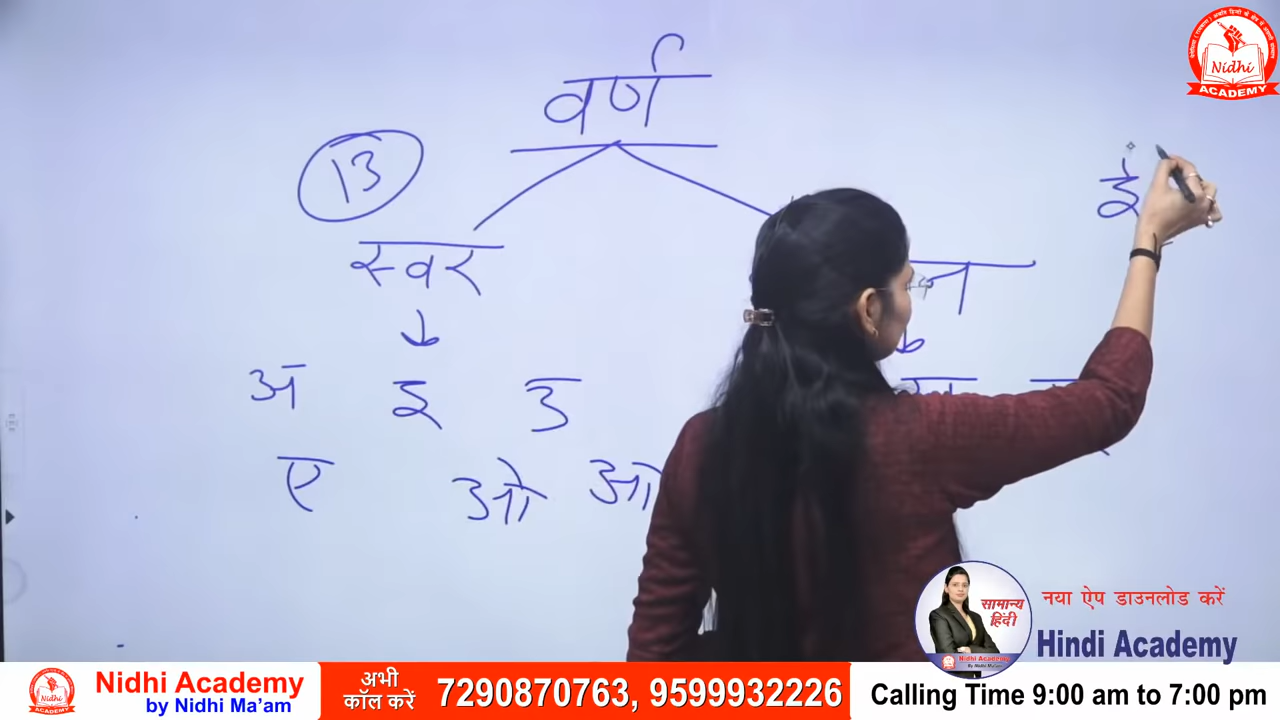 वर्ण
Nidhi
ACADEMY
13
ई
स्वर
न
अ इ उ
ए ओ ओ
सामान्य
हिंदी
नया ऐप डाउनलोड करें
Hindi Academy
Nidhi Academy
by Nidhi Ma'am
अभी
कॉल करें
7290870763, 9599932226
Calling Time 9:00 am to 7:00 pm